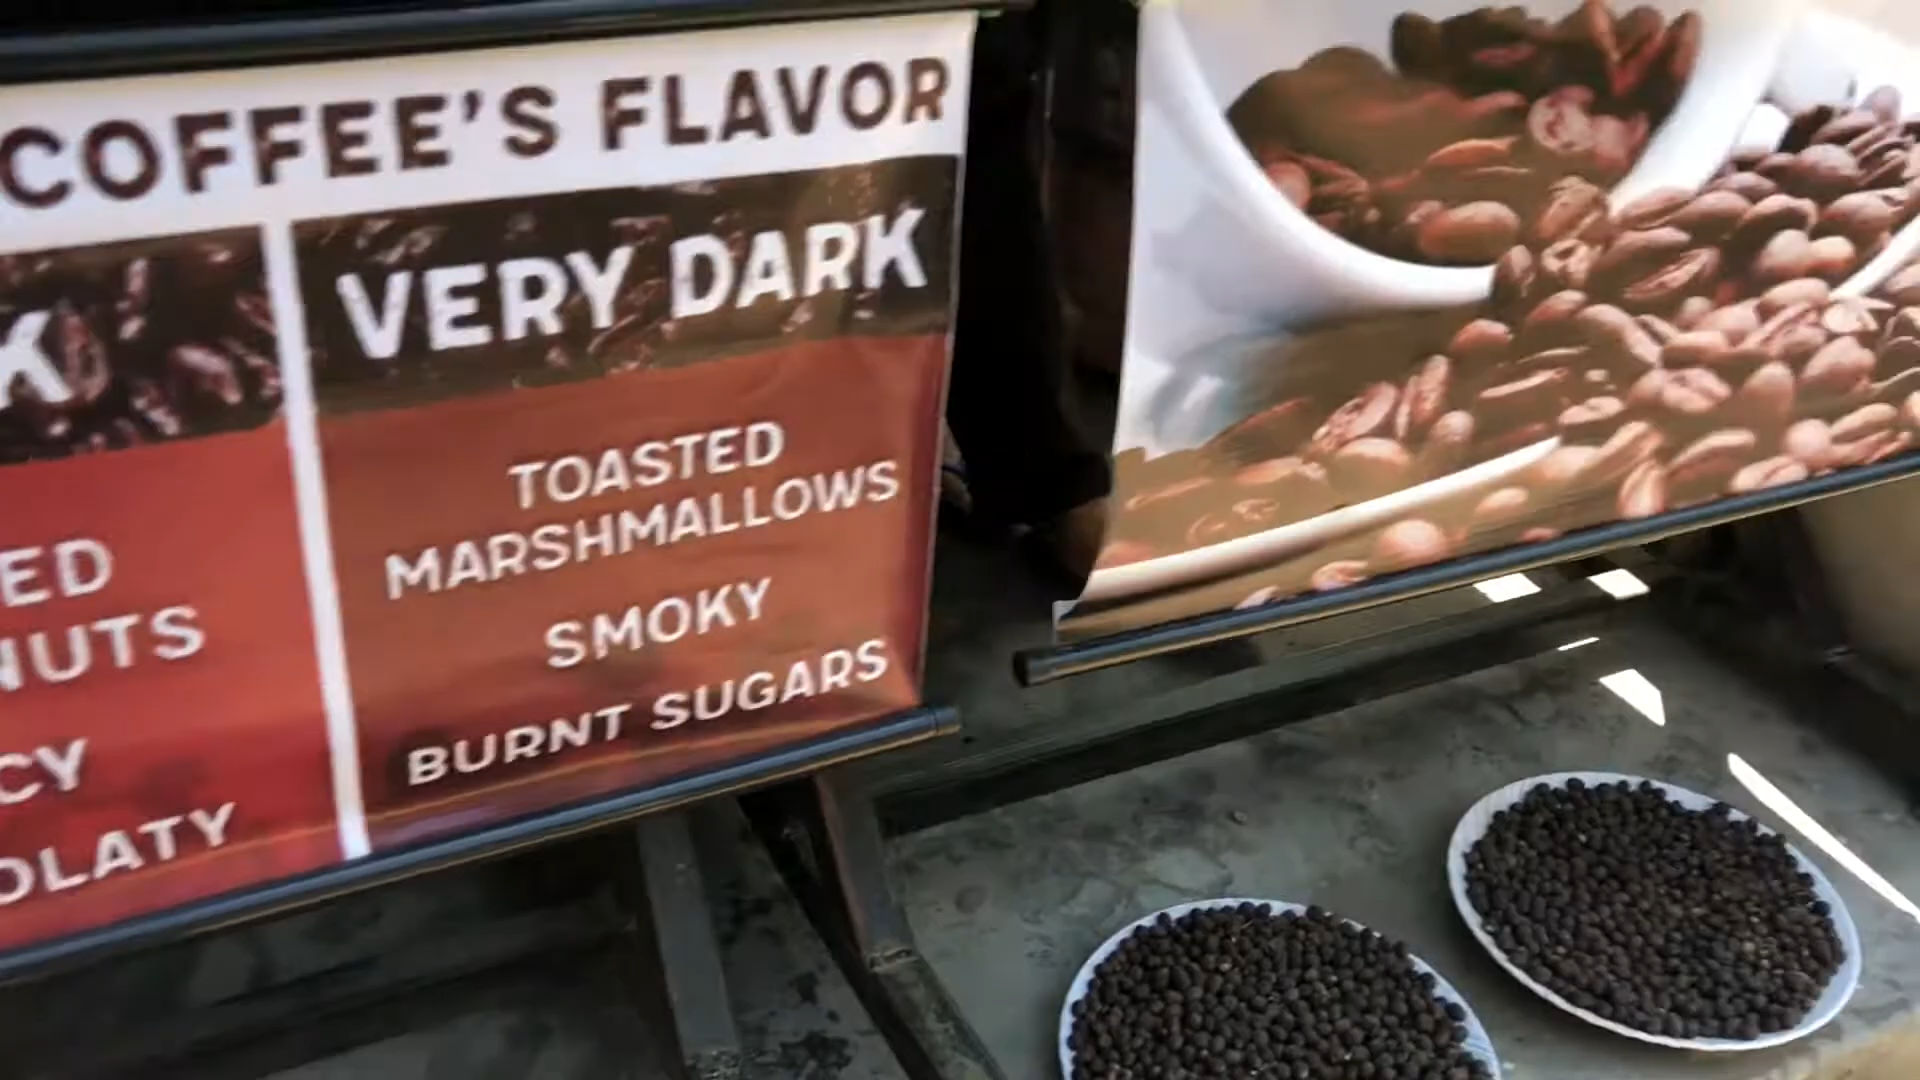 COFFEE'S FLAVOR
VERY DARK
TOASTED
MARSHMALLOWS
SMOKY
BURNT SUGARS